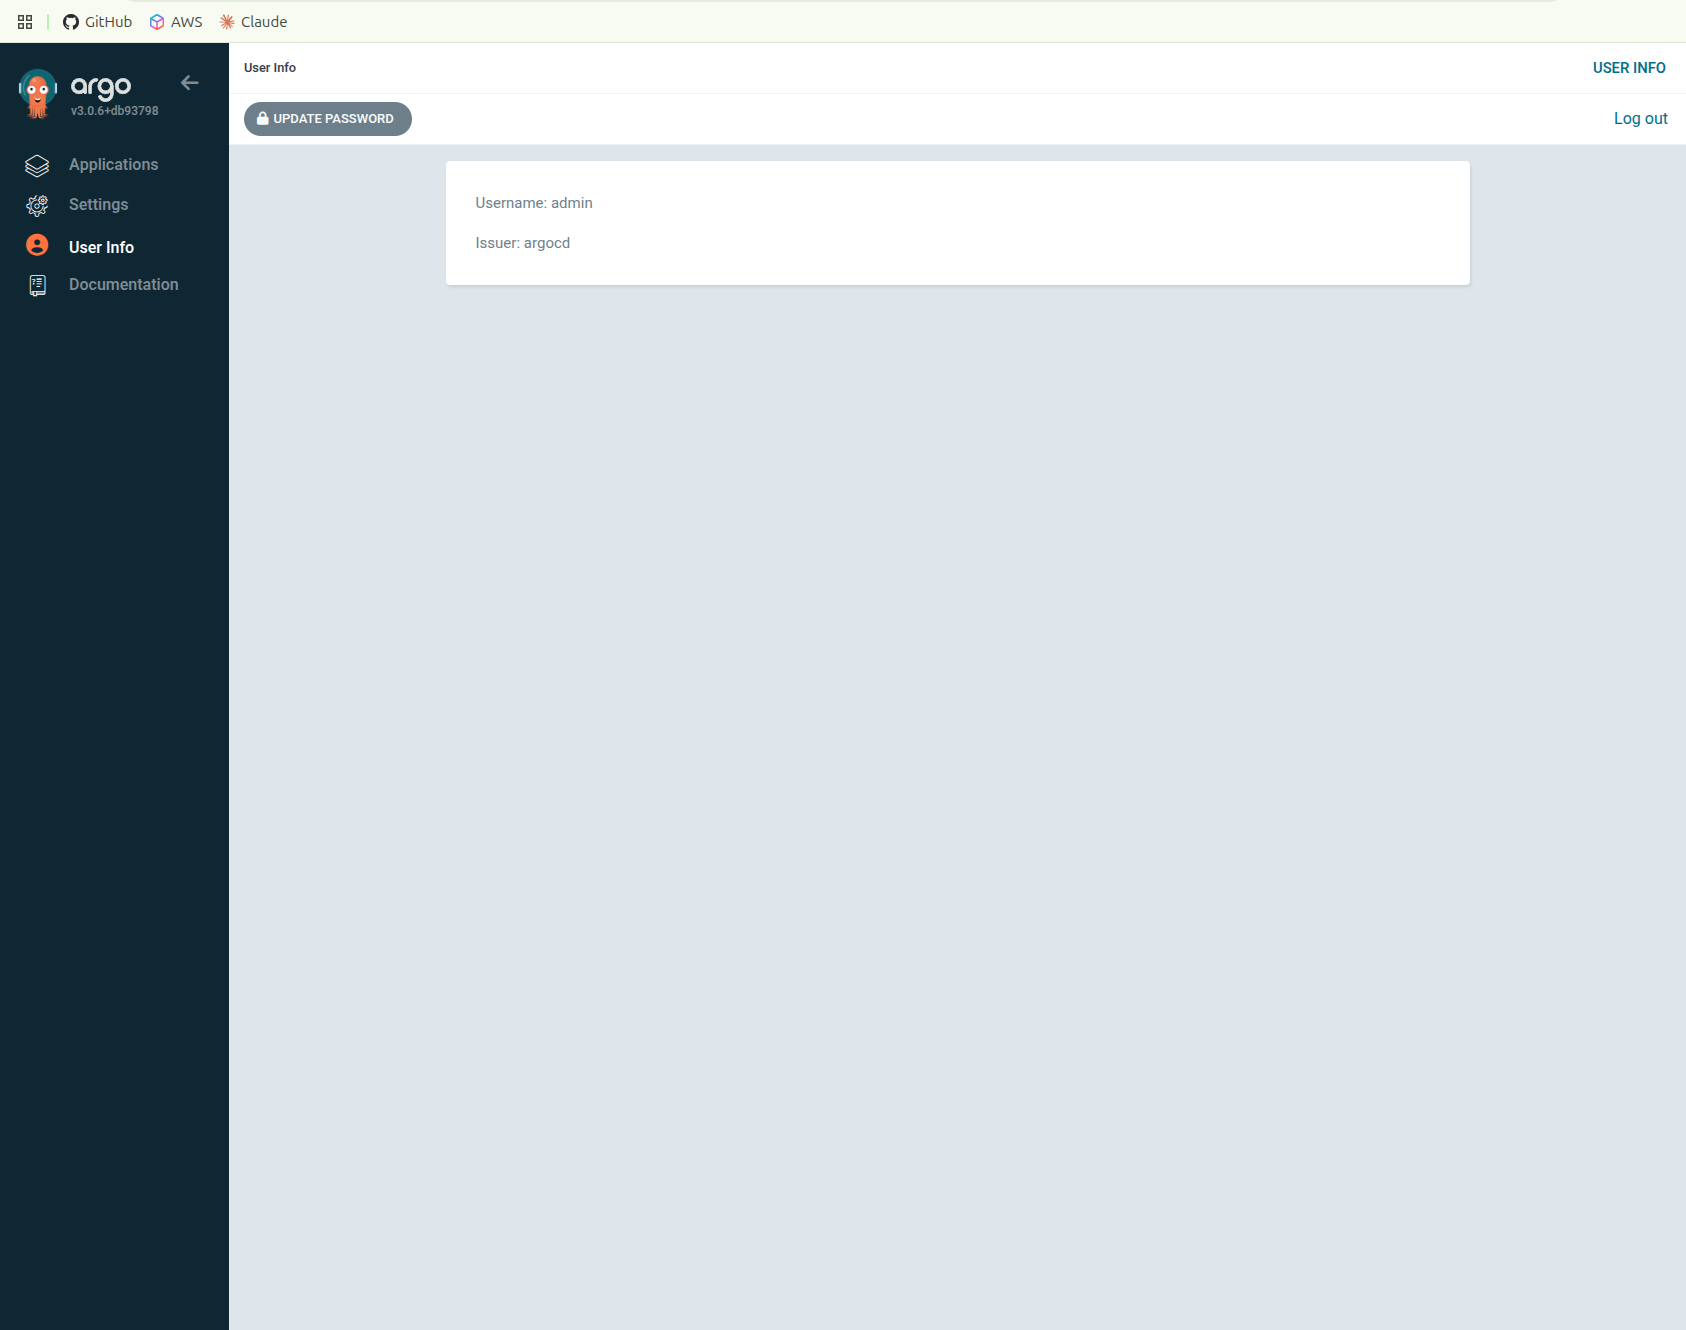 GitHub AWS Claude
argo
v3.0.6+db93798
Applications
Settings
User Info
Documentation
User Info USER INFO
UPDATE PASSWORD Log out
Username: admin
Issuer: argocd